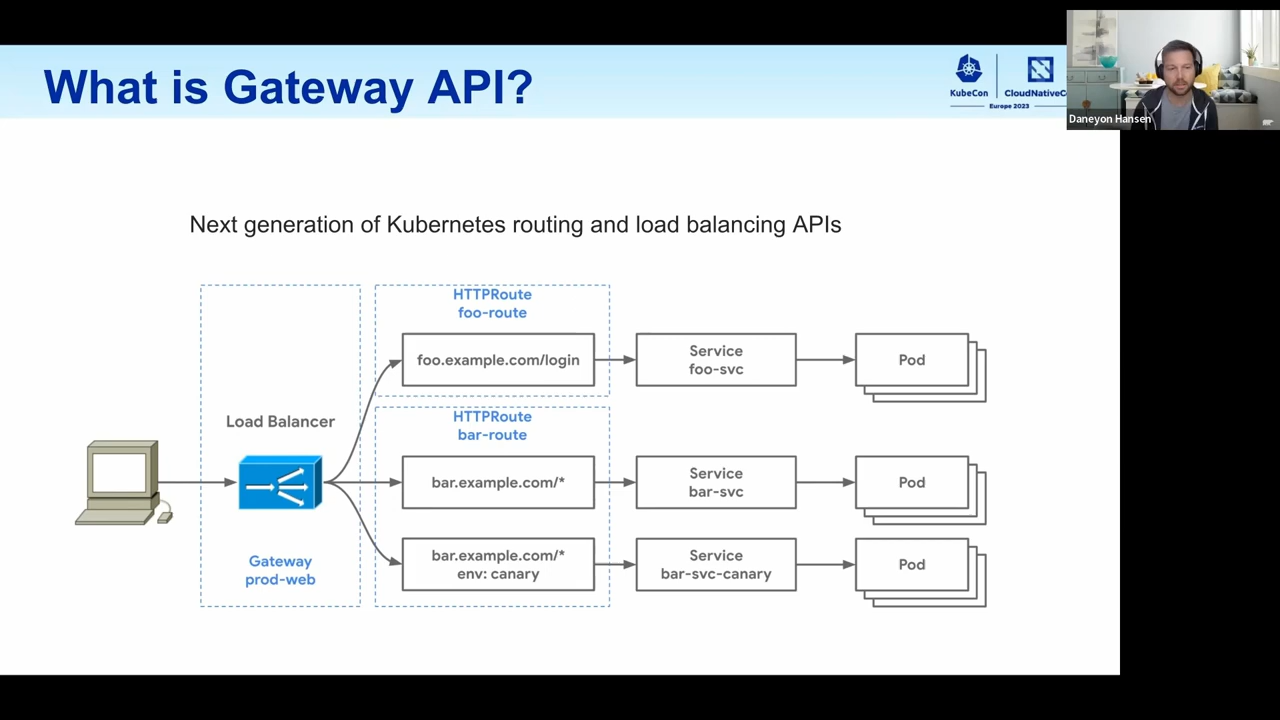 What is Gateway API?
KubeCon
CloudNativeC
Europe 2023
Daneyon Hansen
Next generation of Kubernetes routing and load balancing APIs
HTTPRoute
foo-route
foo.example.com/login
Service
foo-svc
Pod
Load Balancer
HTTPRoute
bar-route
bar.example.com/*
Service
bar-svc
Pod
Gateway
prod-web
bar.example.com/*
env: canary
Service
bar-svc-canary
Pod